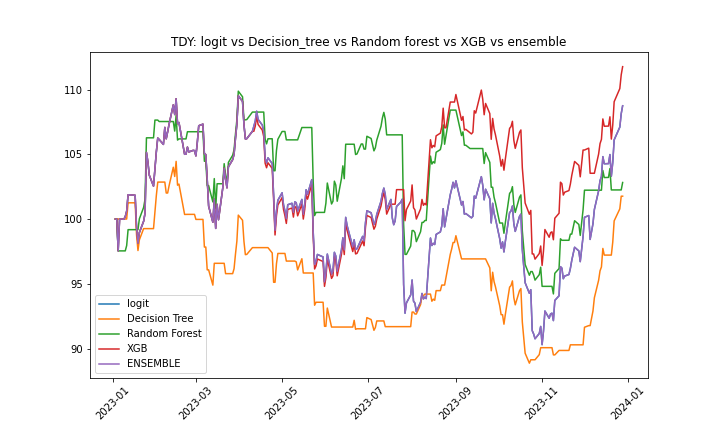 TDY: logit vs Decision_tree vs Random forest vs XGB vs ensemble
110
105
100
95
90
logit
Decision Tree
Random Forest
XGB
ENSEMBLE
2023-01
2023-03
2023-05
2023-07
2023-09
2023-11
2024-01